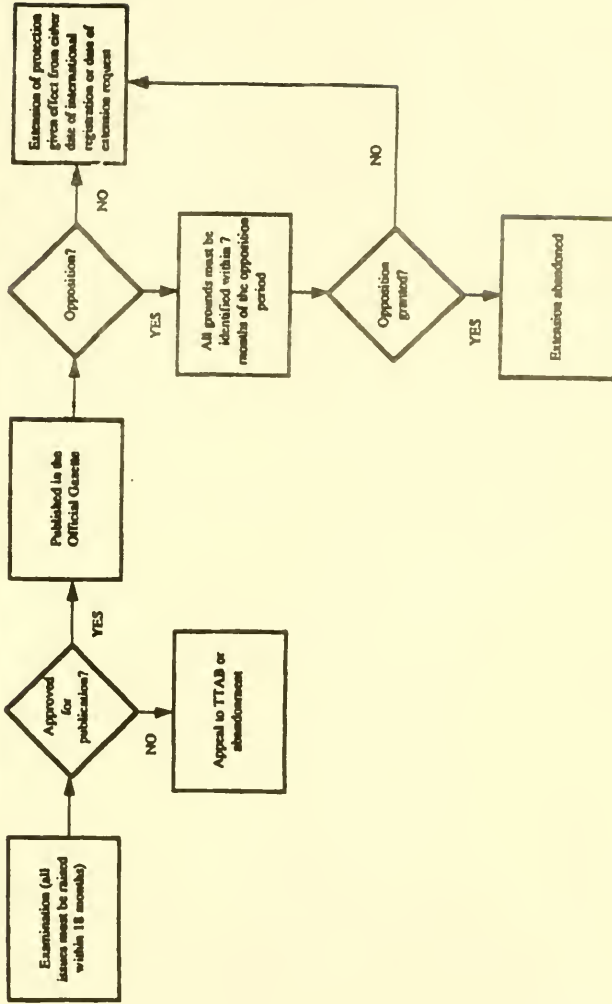 Examination (all
issues must be raised
within 18 months)
Approved
for
publication?
YES
NO
Appeal to TTAB or
abandonment
Published in the
Official Gazette
Opposition?
NO
YES
Extension of protection
given effect from either
date of international
registration or date of
extension request
All grounds must be
identified within 7
months of the opposition
period
Opposition
granted?
NO
YES
Extension abandoned